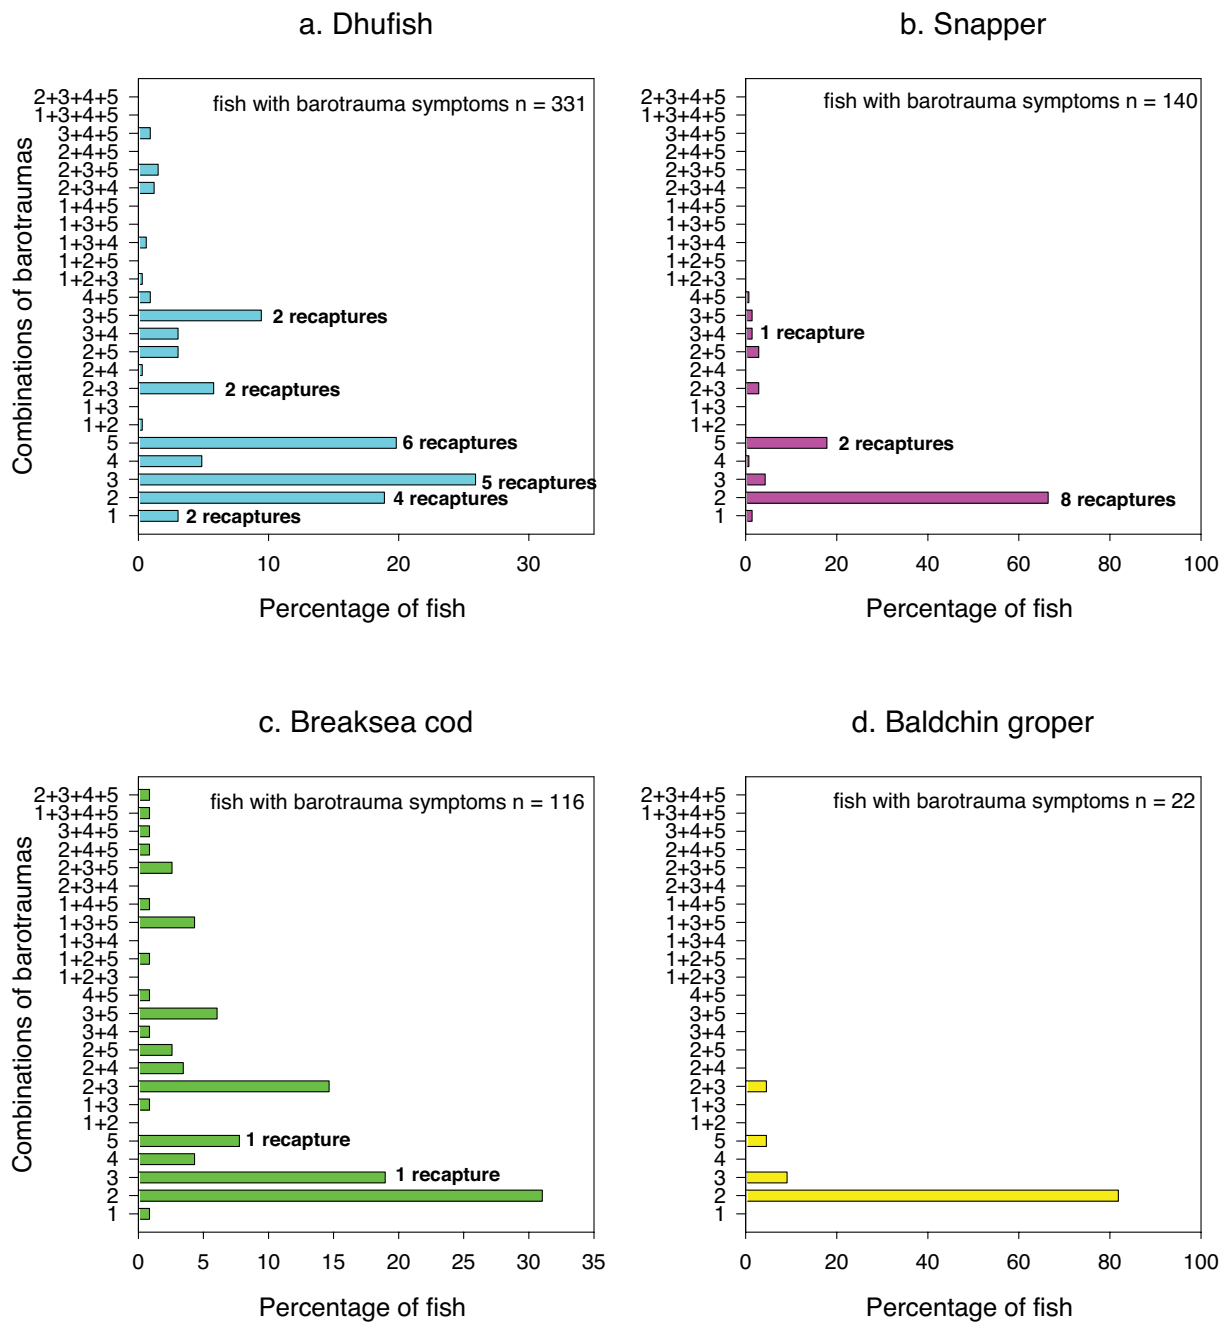 a. Dhufish
fish with barotrauma symptoms n = 331
Combinations of barotraumas
2+3+4+5
1+3+4+5
3+4+5
2+4+5
2+3+5
2+3+4
1+4+5
1+3+5
1+3+4
1+2+5
1+2+3
4+5
3+5 2 recaptures
3+4
2+5
2+4
2+3 2 recaptures
1+3
1+2
5 6 recaptures
4
3 5 recaptures
2 4 recaptures
1 2 recaptures
0 10 20 30
Percentage of fish
b. Snapper
fish with barotrauma symptoms n = 140
2+3+4+5
1+3+4+5
3+4+5
2+4+5
2+3+5
2+3+4
1+4+5
1+3+5
1+3+4
1+2+5
1+2+3
4+5
3+5
3+4 1 recapture
2+5
2+4
2+3
1+3
1+2
5 2 recaptures
4
3
2 8 recaptures
1
0 20 40 60 80 100
Percentage of fish
c. Breaksea cod
fish with barotrauma symptoms n = 116
Combinations of barotraumas
2+3+4+5
1+3+4+5
3+4+5
2+4+5
2+3+5
2+3+4
1+4+5
1+3+5
1+3+4
1+2+5
1+2+3
4+5
3+5
3+4
2+5
2+4
2+3
1+3
1+2
5 1 recapture
4
3 1 recapture
2
1
0 5 10 15 20 25 30 35
Percentage of fish
d. Baldchin groper
fish with barotrauma symptoms n = 22
2+3+4+5
1+3+4+5
3+4+5
2+4+5
2+3+5
2+3+4
1+4+5
1+3+5
1+3+4
1+2+5
1+2+3
4+5
3+5
3+4
2+5
2+4
2+3
1+3
1+2
5
4
3
2
1
0 20 40 60 80 100
Percentage of fish